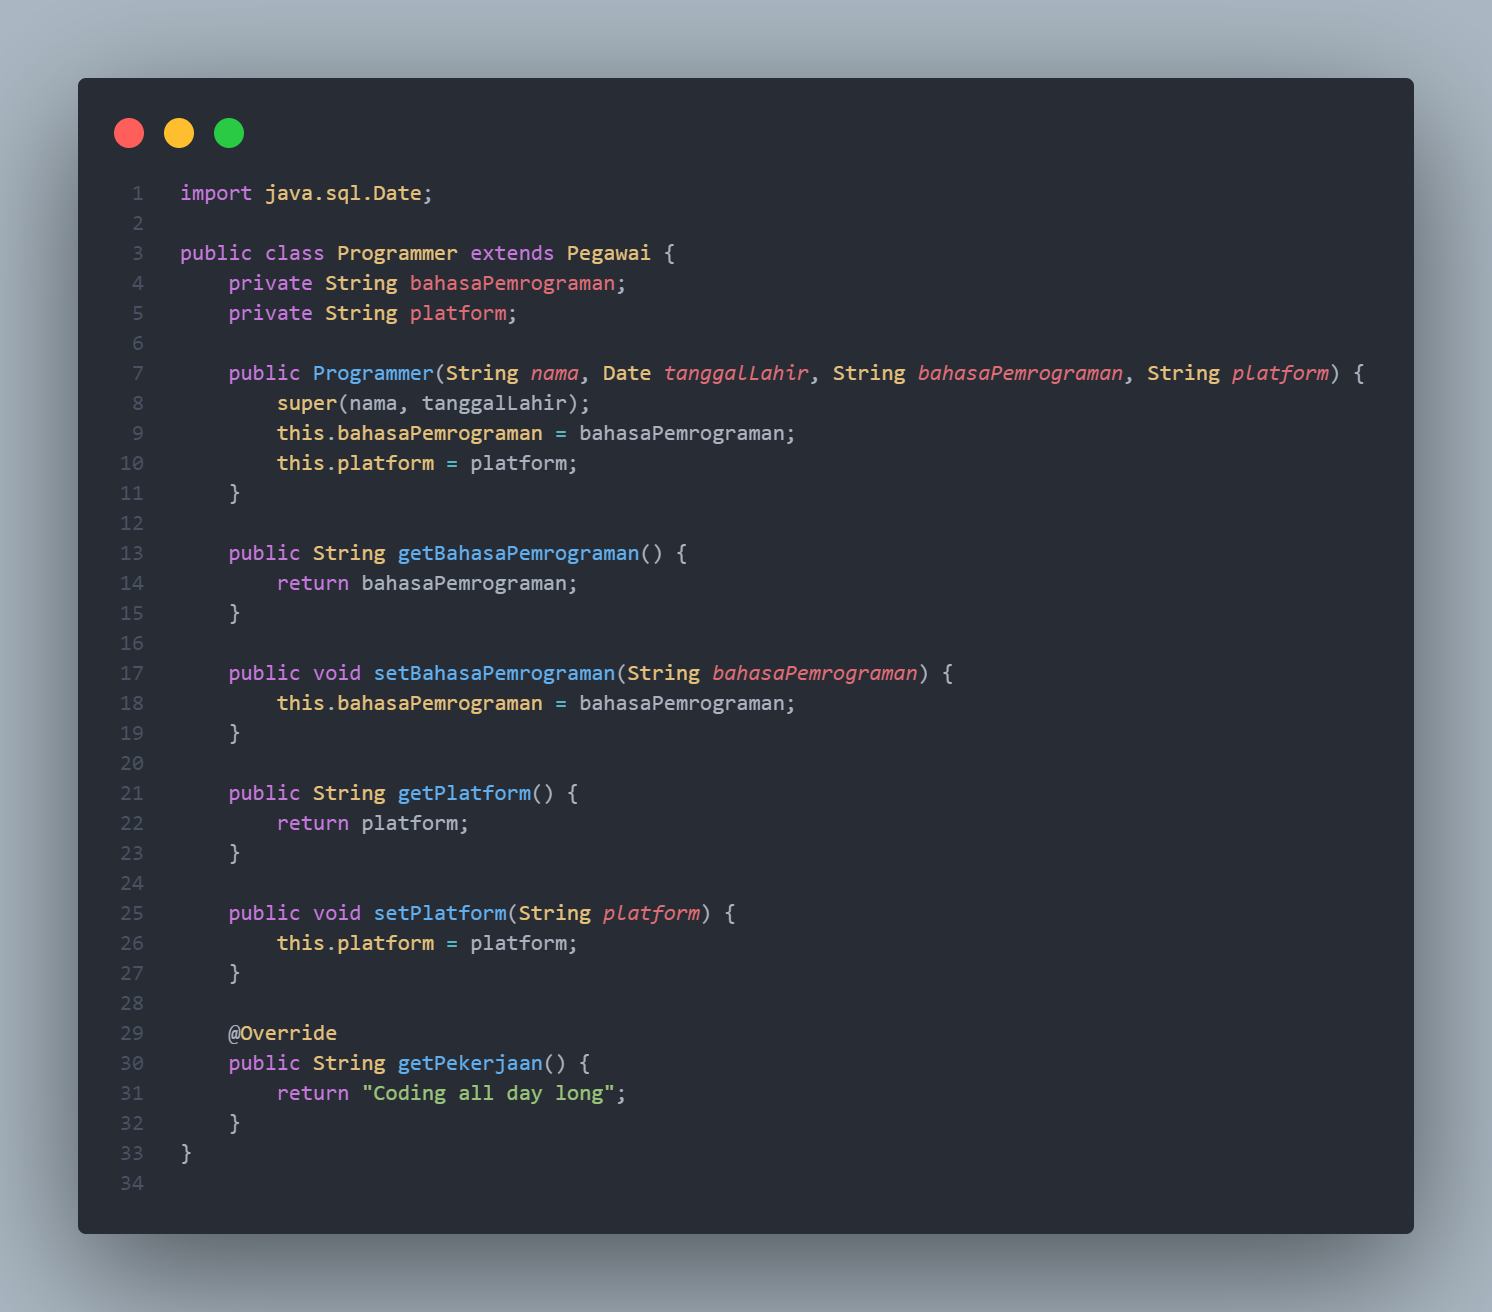 1 import java.sql.Date;
2
3 public class Programmer extends Pegawai {
4     private String bahasaPemrograman;
5     private String platform;
6
7     public Programmer(String nama, Date tanggalLahir, String bahasaPemrograman, String platform) {
8         super(nama, tanggalLahir);
9         this.bahasaPemrograman = bahasaPemrograman;
10         this.platform = platform;
11     }
12
13     public String getBahasaPemrograman() {
14         return bahasaPemrograman;
15     }
16
17     public void setBahasaPemrograman(String bahasaPemrograman) {
18         this.bahasaPemrograman = bahasaPemrograman;
19     }
20
21     public String getPlatform() {
22         return platform;
23     }
24
25     public void setPlatform(String platform) {
26         this.platform = platform;
27     }
28
29     @Override
30     public String getPekerjaan() {
31         return "Coding all day long";
32     }
33 }
34